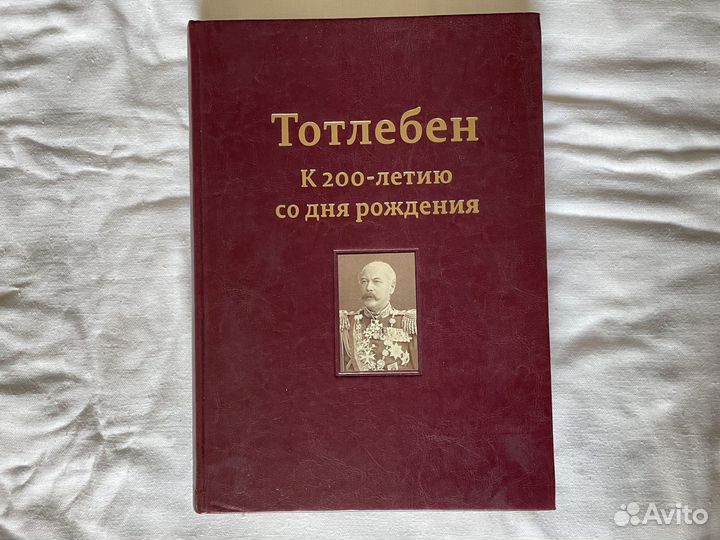 Тотлебен
К 200-летию
со дня рождения
Avito